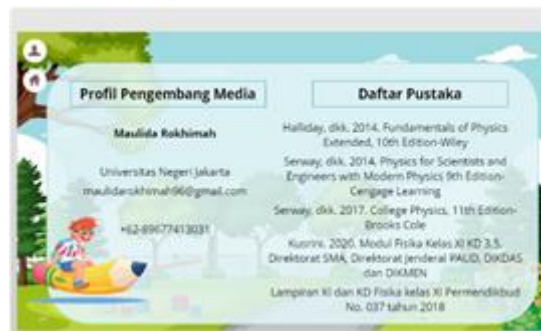 Profil Pengembang Media
Maulida Rokhimah
Universitas Negeri Jakarta
maulidarokhimah96@gmail.com
+62-89677413031
Daftar Pustaka
Halliday, dkk. 2014. Fundamentals of Physics
Extended, 10th Edition-Wiley
Serway, dkk. 2014. Physics for Scientists and
Engineers with Modern Physics 9th Edition-
Cengage Learning
Serway, dkk. 2017. College Physics, 11th Edition-
Brooks Cole
Kusrini. 2020. Modul Fisika Kelas XI KD 3.5.
Direktorat SMA, Direktorat Jenderal PAUD, DIKDAS
dan DIKMEN
Lampiran KI dan KD Fisika kelas XI Permendikbud
No. 037 tahun 2018